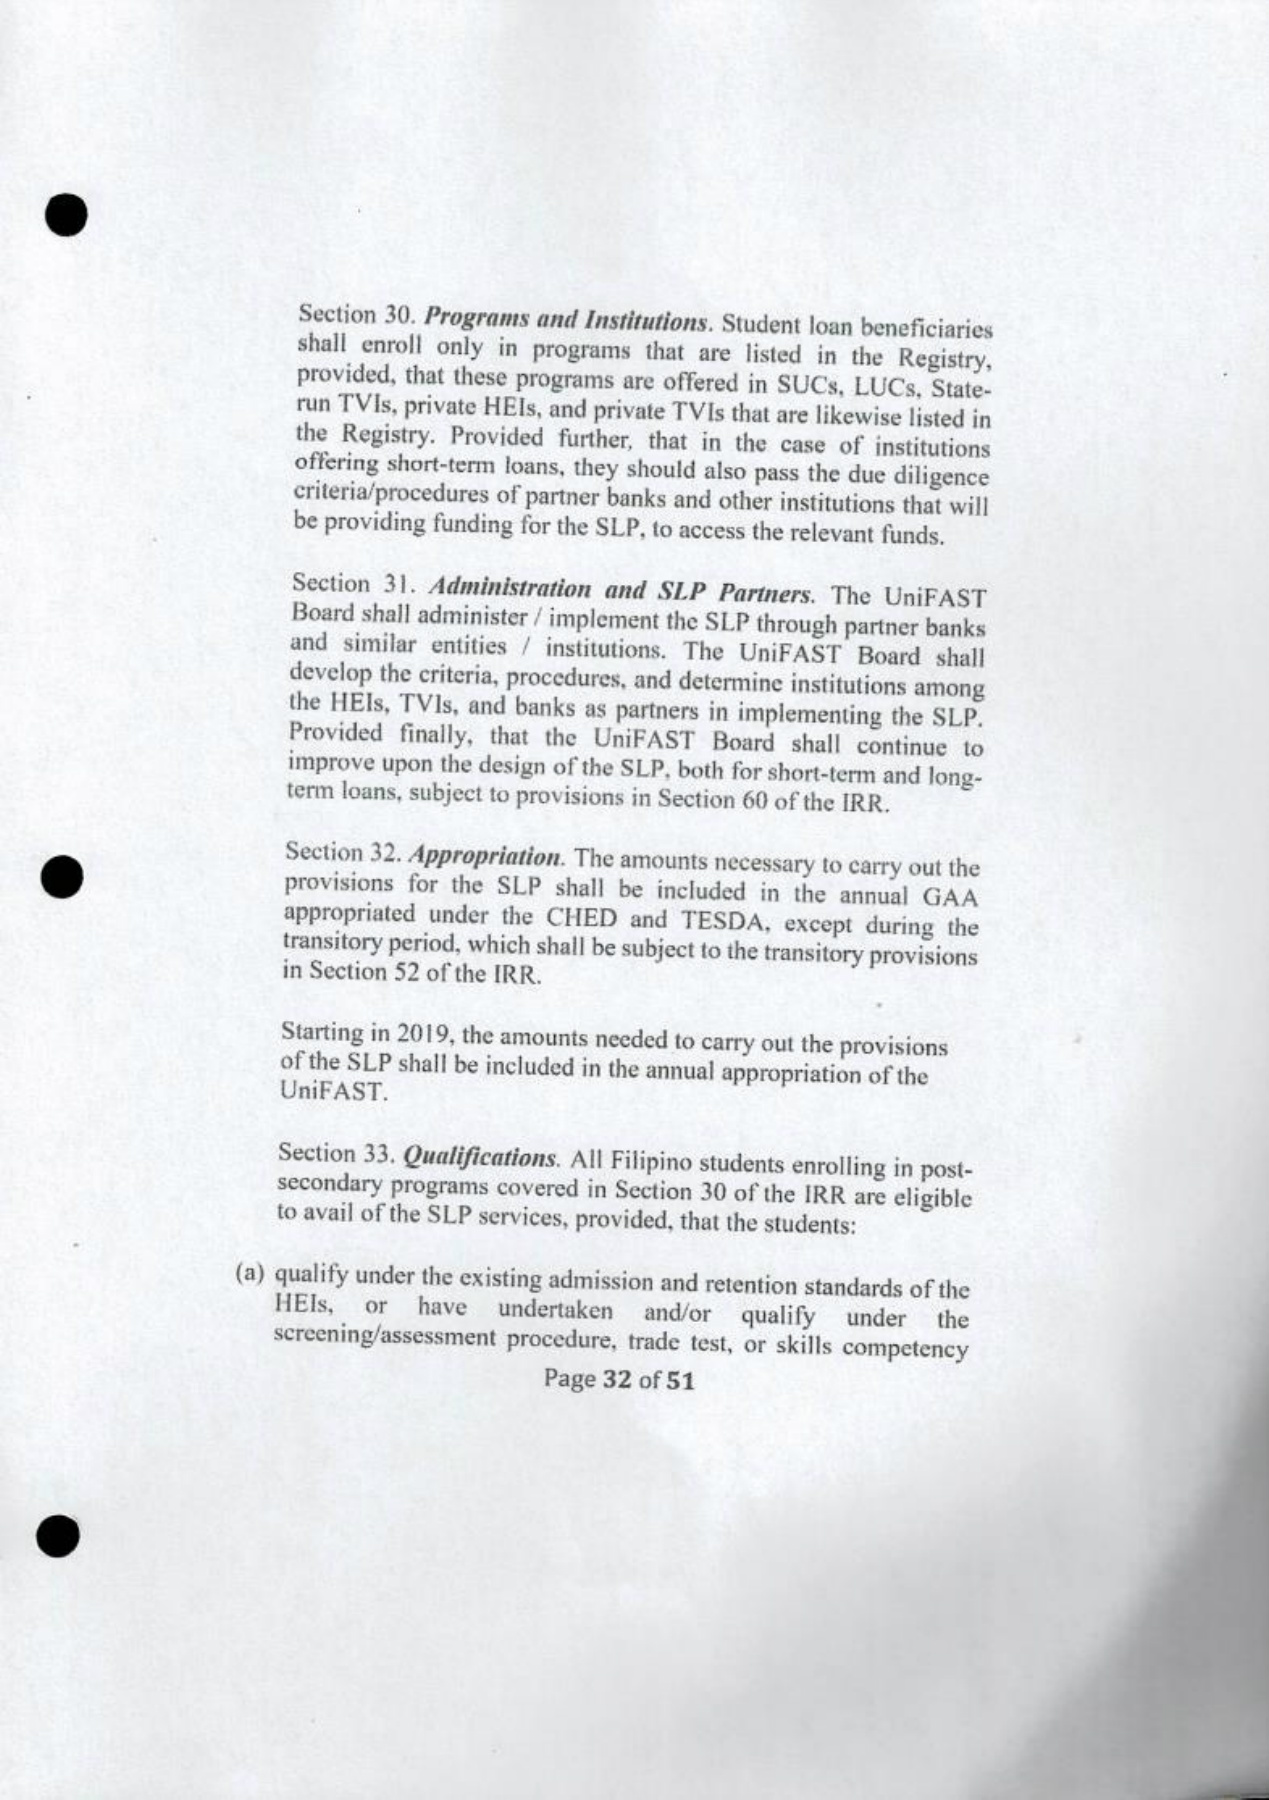 Section 30. Programs and Institutions. Student loan beneficiaries
shall enroll only in programs that are listed in the Registry,
provided, that these programs are offered in SUCs, LUCs, State-
run TVIs, private HEIs, and private TVIs that are likewise listed in
the Registry. Provided further, that in the case of institutions
offering short-term loans, they should also pass the due diligence
criteria/procedures of partner banks and other institutions that will
be providing funding for the SLP, to access the relevant funds.
Section 31. Administration and SLP Partners. The UniFAST
Board shall administer / implement the SLP through partner banks
and similar entities / institutions. The UniFAST Board shall
develop the criteria, procedures, and determine institutions among
the HEIs, TVIs, and banks as partners in implementing the SLP.
Provided finally, that the UniFAST Board shall continue to
improve upon the design of the SLP, both for short-term and long-
term loans, subject to provisions in Section 60 of the IRR.
Section 32. Appropriation. The amounts necessary to carry out the
provisions for the SLP shall be included in the annual GAA
appropriated under the CHED and TESDA, except during the
transitory period, which shall be subject to the transitory provisions
in Section 52 of the IRR.
Starting in 2019, the amounts needed to carry out the provisions
of the SLP shall be included in the annual appropriation of the
UniFAST.
Section 33. Qualifications. All Filipino students enrolling in post-
secondary programs covered in Section 30 of the IRR are eligible
to avail of the SLP services, provided, that the students:
(a) qualify under the existing admission and retention standards of the
HEIs, or have undertaken and/or qualify under the
screening/assessment procedure, trade test, or skills competency
Page 32 of 51